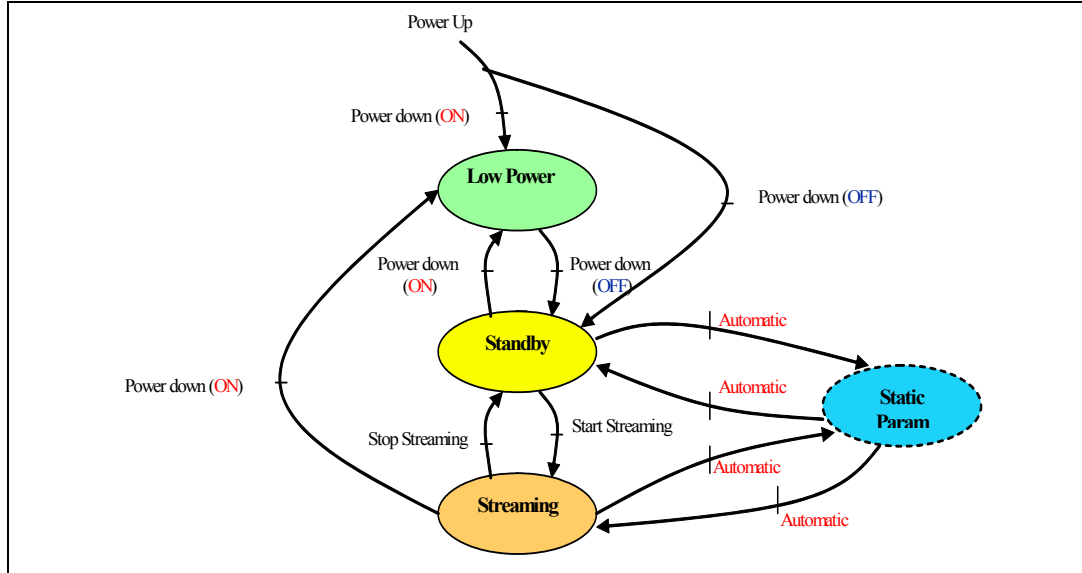 Power Up
Power down (ON)
Low Power
Power down (OFF)
Power down
(ON)
Power down
(OFF)
Automatic
Standby
Automatic
Power down (ON)
Static
Param
Stop Streaming
Start Streaming
Automatic
Streaming
Automatic